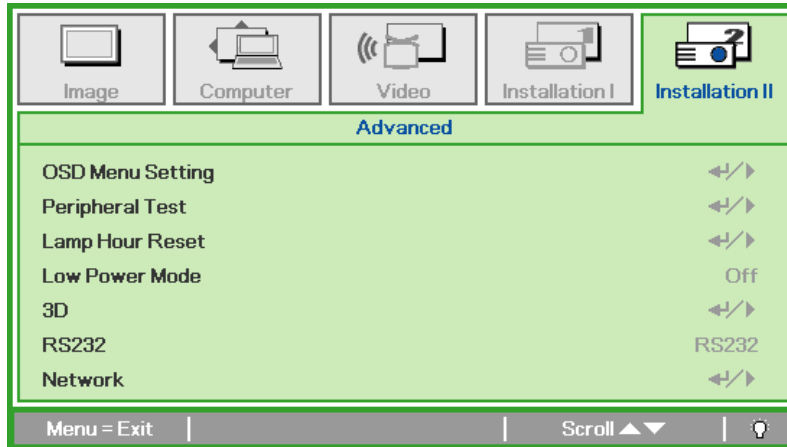 Image Computer Video Installation I Installation II
Advanced
OSD Menu Setting
Peripheral Test
Lamp Hour Reset
Low Power Mode Off
3D
RS232 RS232
Network
Menu = Exit Scroll